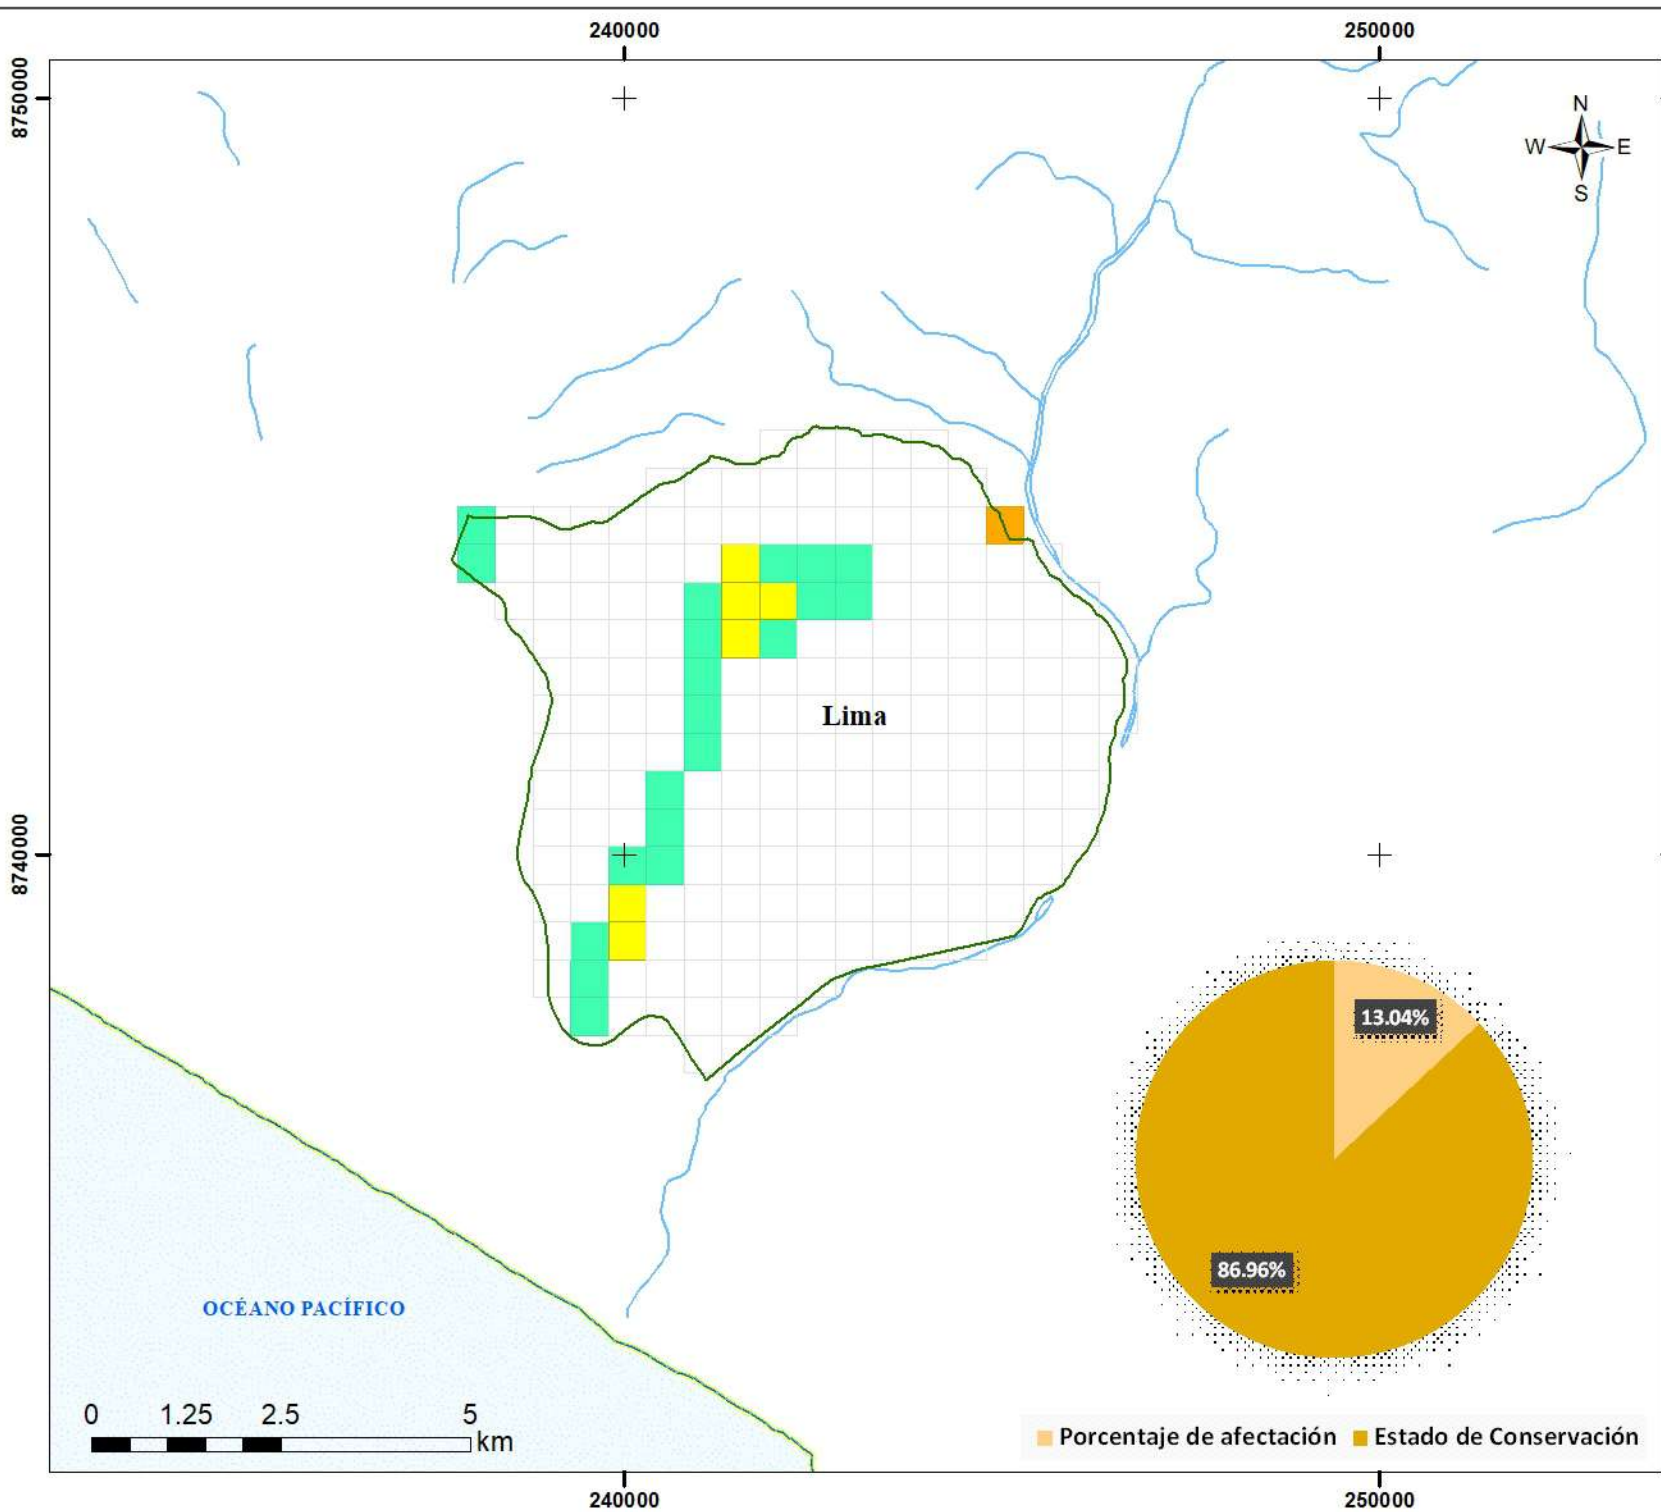 240000 250000
8750000
N
W E
S
Lima
8740000
13.04%
86.96%
OCÉANO PACÍFICO
0 1.25 2.5 5
km
Porcentaje de afectación Estado de Conservación
240000 250000